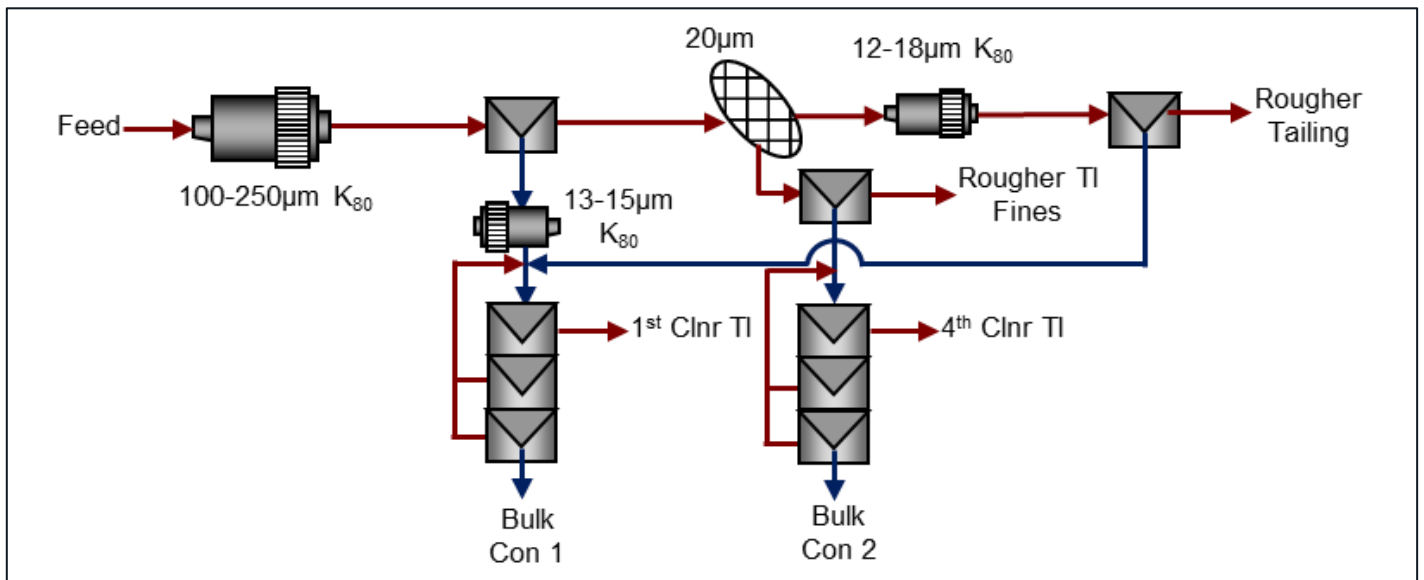 20µm
12-18µm K₈₀
Feed
Rougher
Tailing
100-250µm K₈₀
13-15µm
K₈₀
Rougher Tl
Fines
1ˢᵗ Clnr Tl
4ᵗʰ Clnr Tl
Bulk
Con 1
Bulk
Con 2